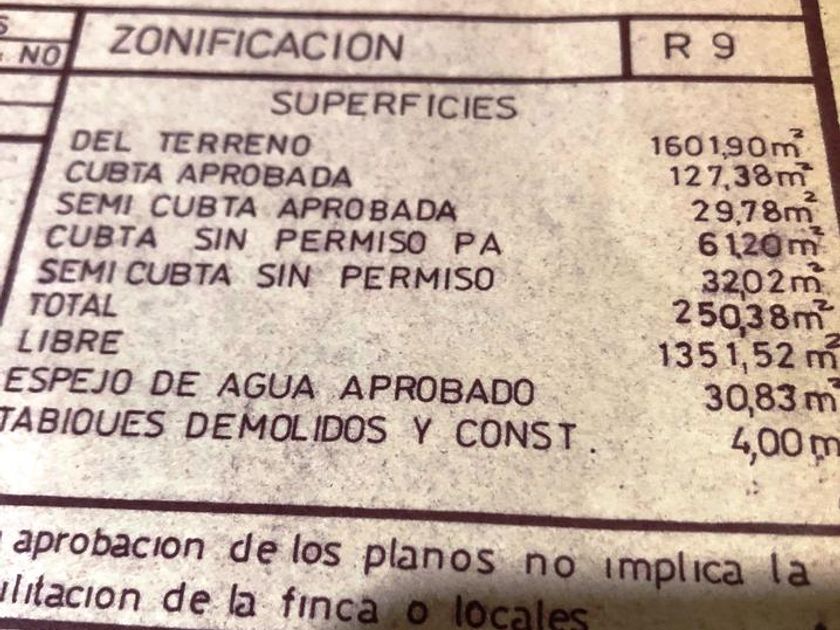 NO
ZONIFICACION R 9
SUPERFICIES
DEL TERRENO 1601,90m²
CUBTA APROBADA 127,38m²
SEMI CUBTA APROBADA 29,78m²
CUBTA SIN PERMISO PA 61,20m²
SEMI CUBTA SIN PERMISO 32,02m²
TOTAL 250,38m²
LIBRE 1351,52 m²
ESPEJO DE AGUA APROBADO 30,83 m²
TABIQUES DEMOLIDOS Y CONST. 4,00m
aprobacion de los planos no implica la
ilitacion de la finca o locales